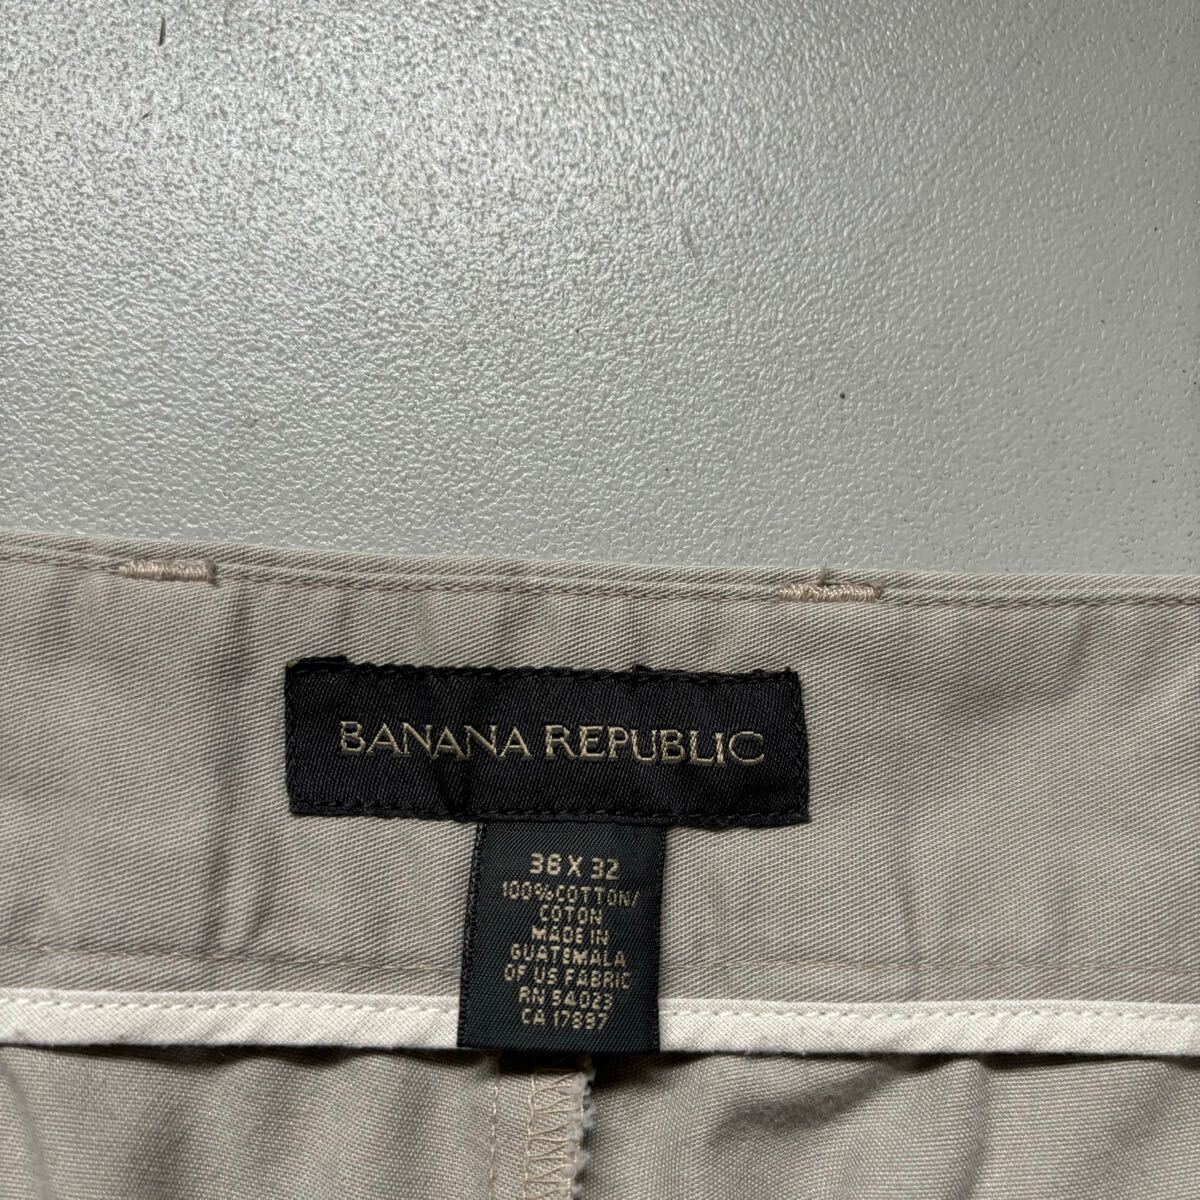 BANANA REPUBLIC
36 X 32
100% COTTON/
COTON
MADE IN
GUATEMALA
OF US FABRIC
RN 54023
CA 17897